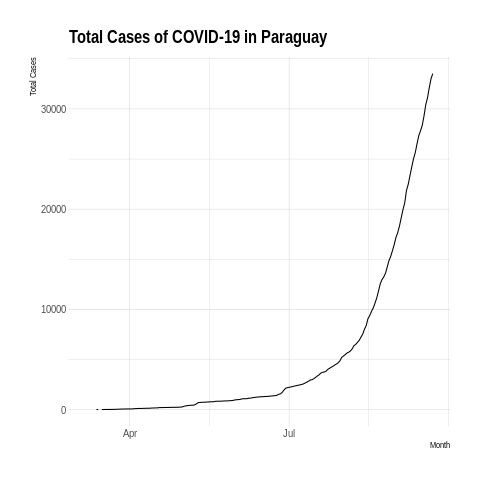 Total Cases of COVID-19 in Paraguay
Total Cases
30000
20000
10000
0
Apr
Jul
Month